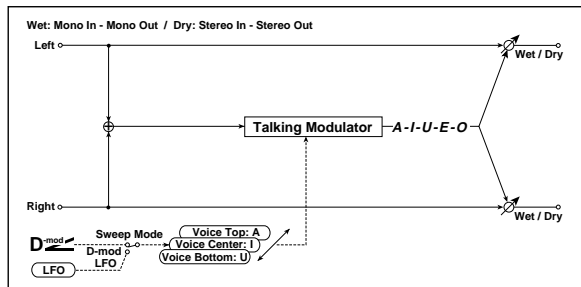 Wet: Mono In - Mono Out / Dry: Stereo In - Stereo Out
Left
Wet / Dry
Talking Modulator
A-I-U-E-O
Right
Wet / Dry
Sweep Mode
D-mod
D-mod
LFO
LFO
Voice Top: A
Voice Center: I
Voice Bottom: U